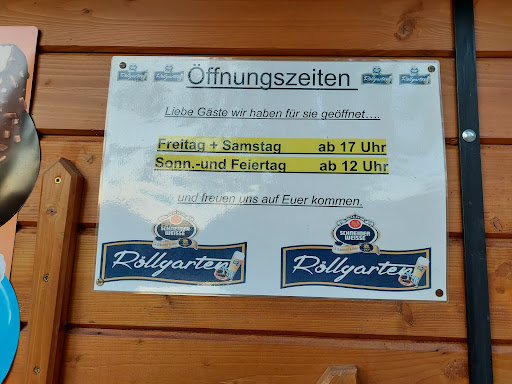 Öffnungszeiten
Liebe Gäste wir haben für sie geöffnet....
Freitag + Samstag ab 17 Uhr
Sonn.-und Feiertag ab 12 Uhr
und freuen uns auf Euer kommen.
SCHNEIDER WEISSE SCHNEIDER WEISSE
Röllgarten Röllgarten